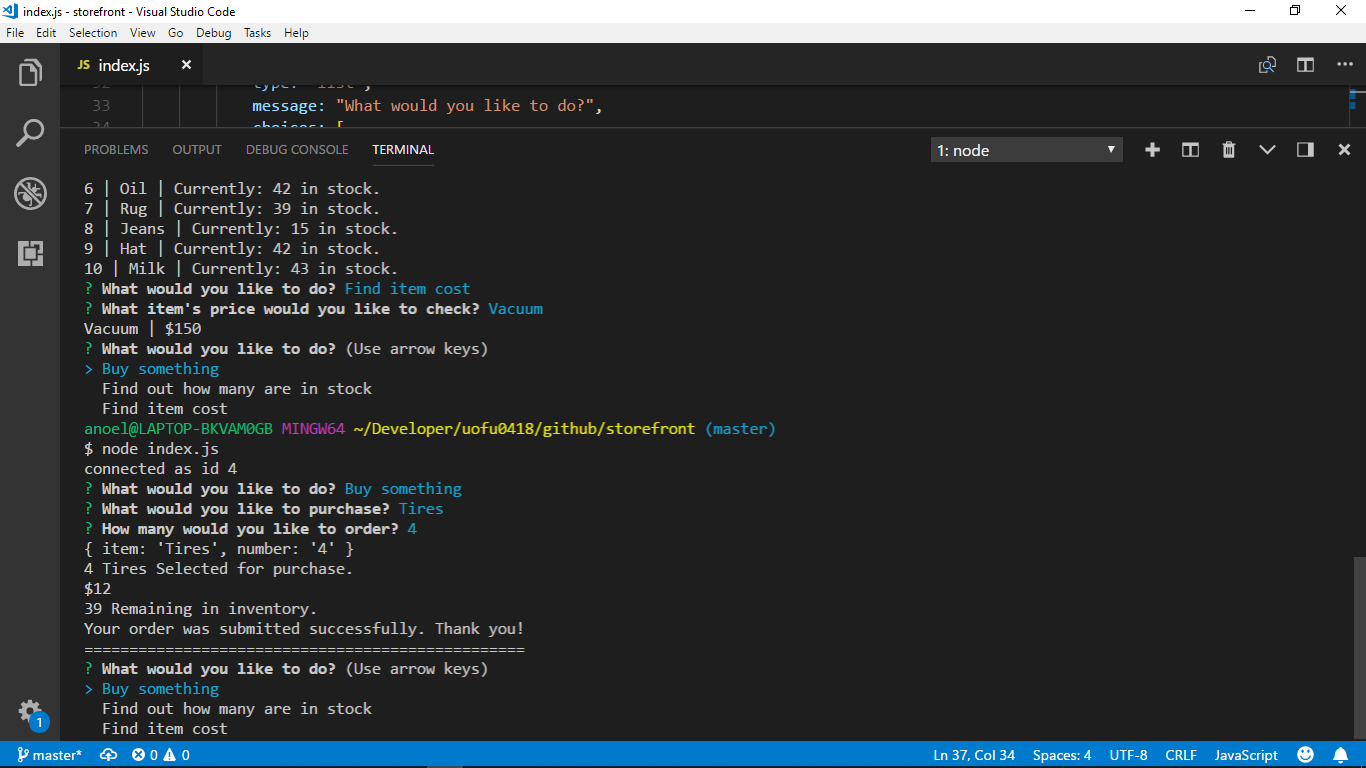 index.js - storefront - Visual Studio Code
File Edit Selection View Go Debug Tasks Help
JS index.js
33 message: "What would you like to do?",
PROBLEMS OUTPUT DEBUG CONSOLE TERMINAL 1: node
6 | Oil | Currently: 42 in stock.
7 | Rug | Currently: 39 in stock.
8 | Jeans | Currently: 15 in stock.
9 | Hat | Currently: 42 in stock.
10 | Milk | Currently: 43 in stock.
? What would you like to do? Find item cost
? What item's price would you like to check? Vacuum
Vacuum | $150
? What would you like to do? (Use arrow keys)
> Buy something
Find out how many are in stock
Find item cost
anoel@LAPTOP-BKVAM0GB MINGW64 ~/Developer/uofu0418/github/storefront (master)
$ node index.js
connected as id 4
? What would you like to do? Buy something
? What would you like to purchase? Tires
? How many would you like to order? 4
{ item: 'Tires', number: '4' }
4 Tires Selected for purchase.
$12
39 Remaining in inventory.
Your order was submitted successfully. Thank you!
=================================================
? What would you like to do? (Use arrow keys)
> Buy something
Find out how many are in stock
Find item cost
1
master* 0 0 Ln 37, Col 34 Spaces: 4 UTF-8 CRLF JavaScript